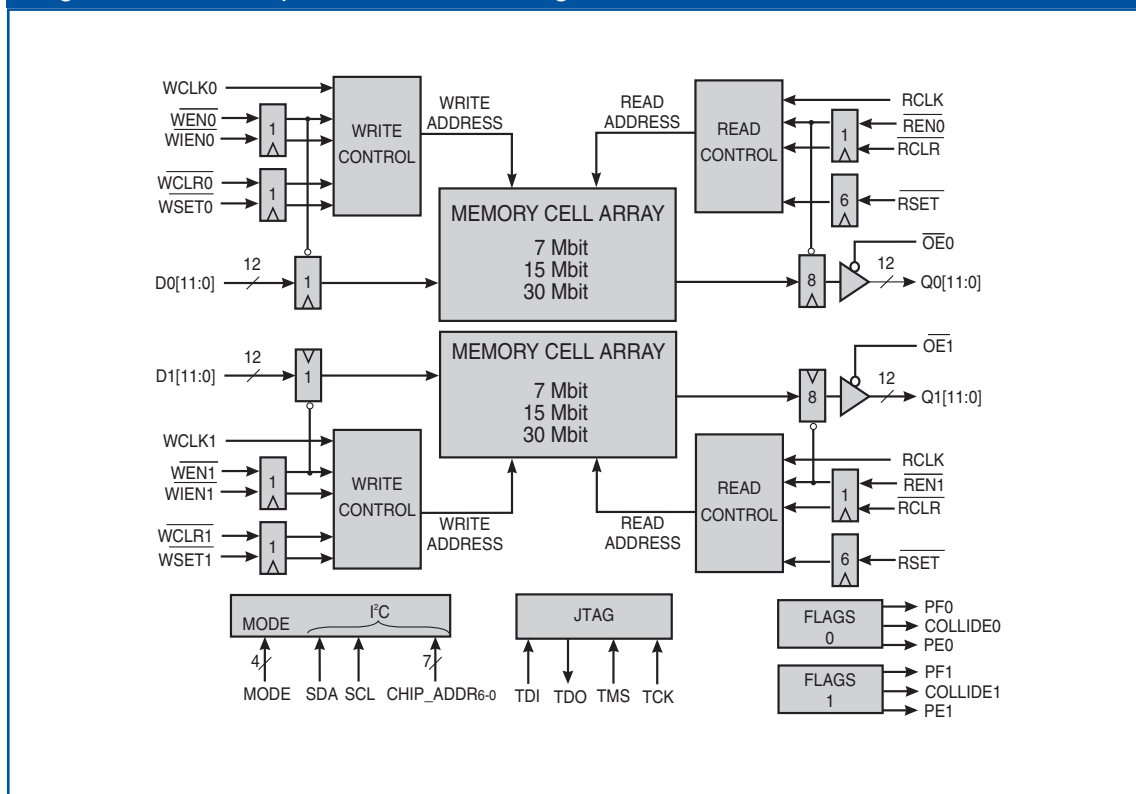 WCLK0
WEN0
WIEN0
WCLR0
WSET0
1
1
WRITE
CONTROL
WRITE
ADDRESS
READ
ADDRESS
READ
CONTROL
RCLK
REN0
RCLR
1
RSET
6
MEMORY CELL ARRAY
7 Mbit
15 Mbit
30 Mbit
D0[11:0]
12
1
8
OE0
12
Q0[11:0]
MEMORY CELL ARRAY
7 Mbit
15 Mbit
30 Mbit
D1[11:0]
12
1
8
OE1
12
Q1[11:0]
WCLK1
WEN1
WIEN1
WCLR1
WSET1
1
1
WRITE
CONTROL
WRITE
ADDRESS
READ
ADDRESS
READ
CONTROL
RCLK
REN1
RCLR
1
RSET
6
MODE
I²C
4
7
MODE SDA SCL CHIP_ADDR6-0
JTAG
TDI TDO TMS TCK
FLAGS
0
PF0
COLLIDE0
PE0
FLAGS
1
PF1
COLLIDE1
PE1